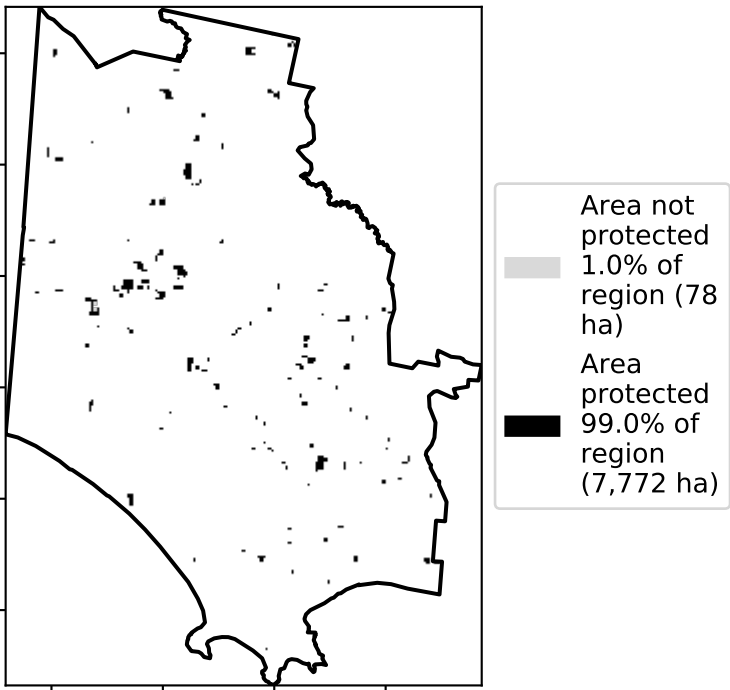 Area not
protected
1.0% of
region (78
ha)
Area
protected
99.0% of
region
(7,772 ha)